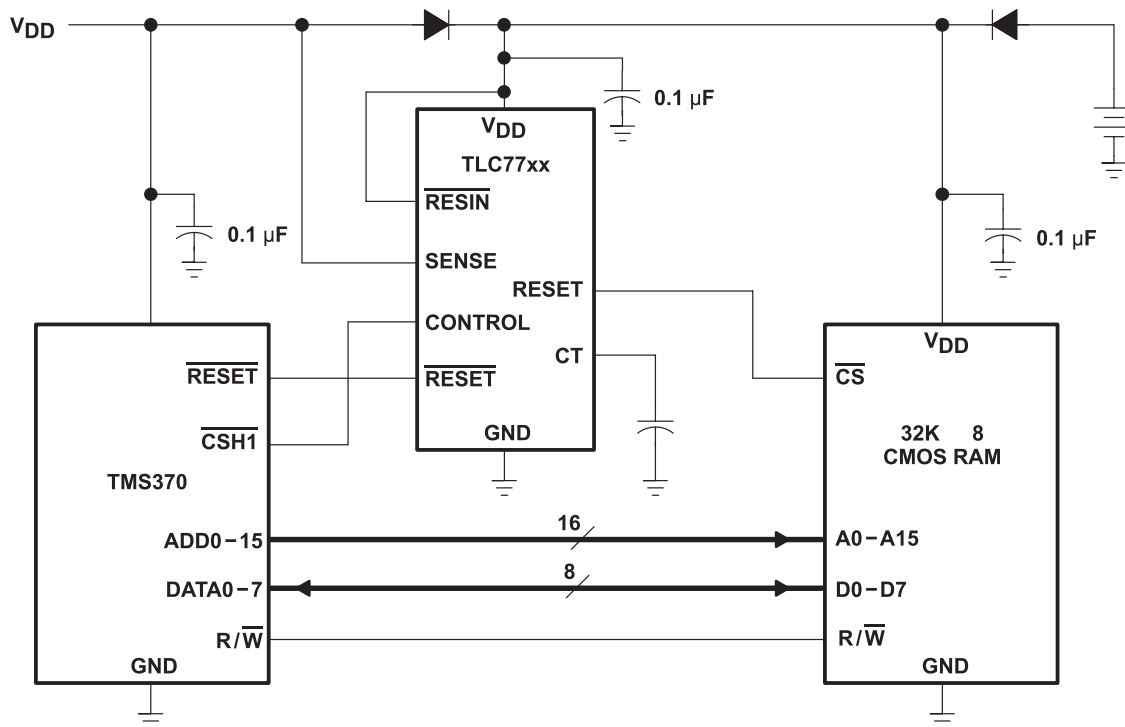 VDD
0.1 µF
VDD
TLC77xx
RESIN
0.1 µF
0.1 µF
SENSE
RESET
CONTROL
VDD
CT
RESET
RESET
CS
CSH1
GND
32K 8
CMOS RAM
TMS370
16
ADD0–15
A0–A15
8
DATA0–7
D0–D7
R/W
R/W
GND
GND